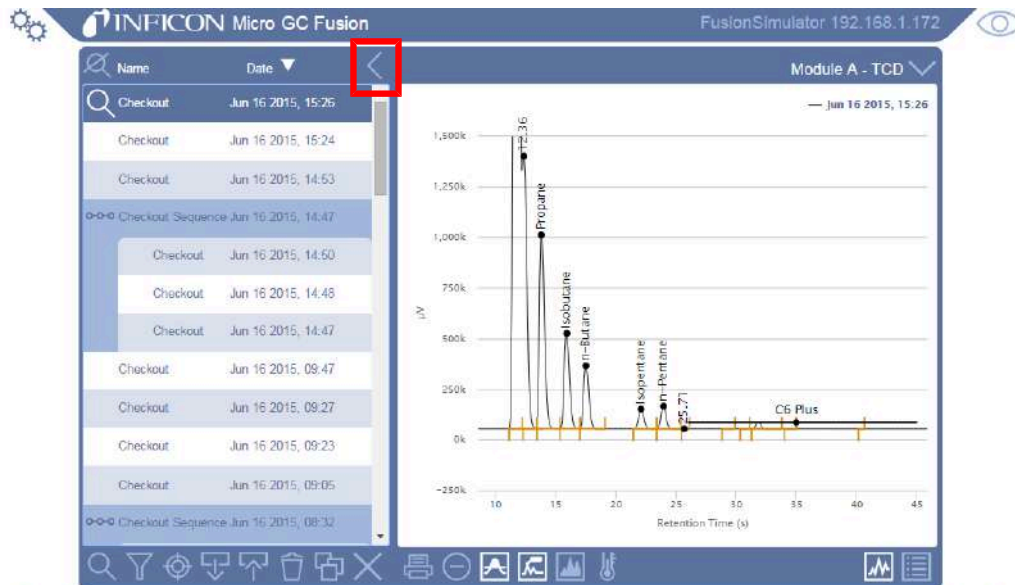 INFICON Micro GC Fusion
FusionSimulator 192.168.1.172
Name Date
Module A - TCD
Checkout Jun 16 2015, 15:26
Checkout Jun 16 2015, 15:24
Checkout Jun 16 2015, 14:53
Checkout Sequence Jun 16 2015, 14:47
Checkout Jun 16 2015, 14:50
Checkout Jun 16 2015, 14:48
Checkout Jun 16 2015, 14:47
Checkout Jun 16 2015, 09:47
Checkout Jun 16 2015, 09:27
Checkout Jun 16 2015, 09:23
Checkout Jun 16 2015, 09:05
Checkout Sequence Jun 16 2015, 08:32
Jun 16 2015, 15:26
1,500k
1,250k
1,000k
750k
500k
250k
0k
-250k
µV
12.36
Propane
Isobutane
n-Butane
Isopentane
n-Pentane
25.71
C6 Plus
10 15 20 25 30 35 40 45
Retention Time (s)